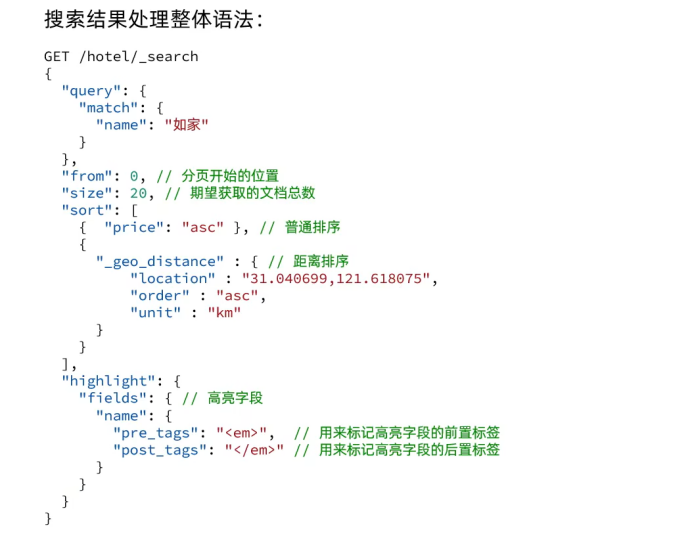 搜索结果处理整体语法：
GET /hotel/_search
{
  "query": {
    "match": {
      "name": "如家"
    }
  },
  "from": 0, // 分页开始的位置
  "size": 20, // 期望获取的文档总数
  "sort": [
    {  "price": "asc" }, // 普通排序
    {
      "_geo_distance" : { // 距离排序
          "location" : "31.040699,121.618075",
          "order" : "asc",
          "unit" : "km"
      }
    }
  ],
  "highlight": {
    "fields": { // 高亮字段
      "name": {
        "pre_tags": "<em>",  // 用来标记高亮字段的前置标签
        "post_tags": "</em>" // 用来标记高亮字段的后置标签
      }
    }
  }
}